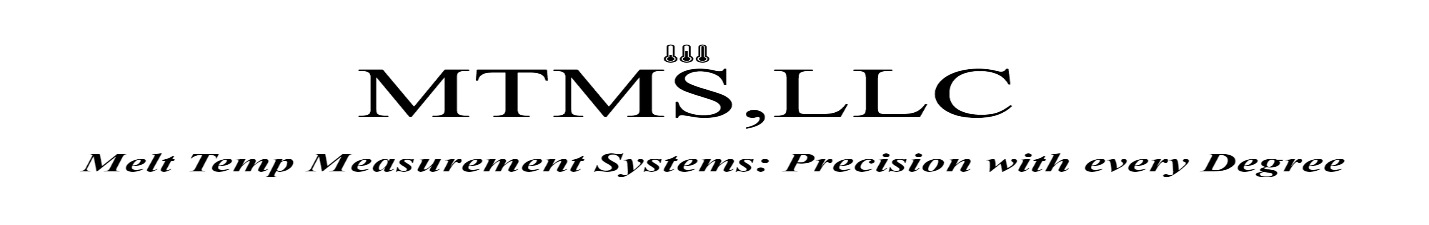 MTMS,LLC
Melt Temp Measurement Systems: Precision with every Degree